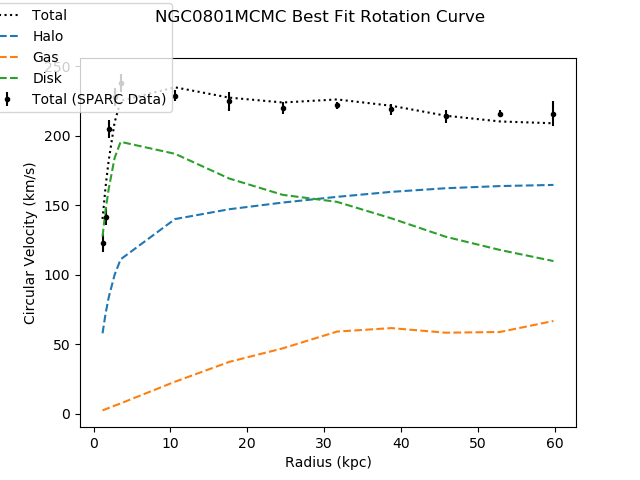 NGC0801MCMC Best Fit Rotation Curve
Total
Halo
Gas
Disk
Total (SPARC Data)
250
200
150
100
50
0
Circular Velocity (km/s)
0 10 20 30 40 50 60
Radius (kpc)